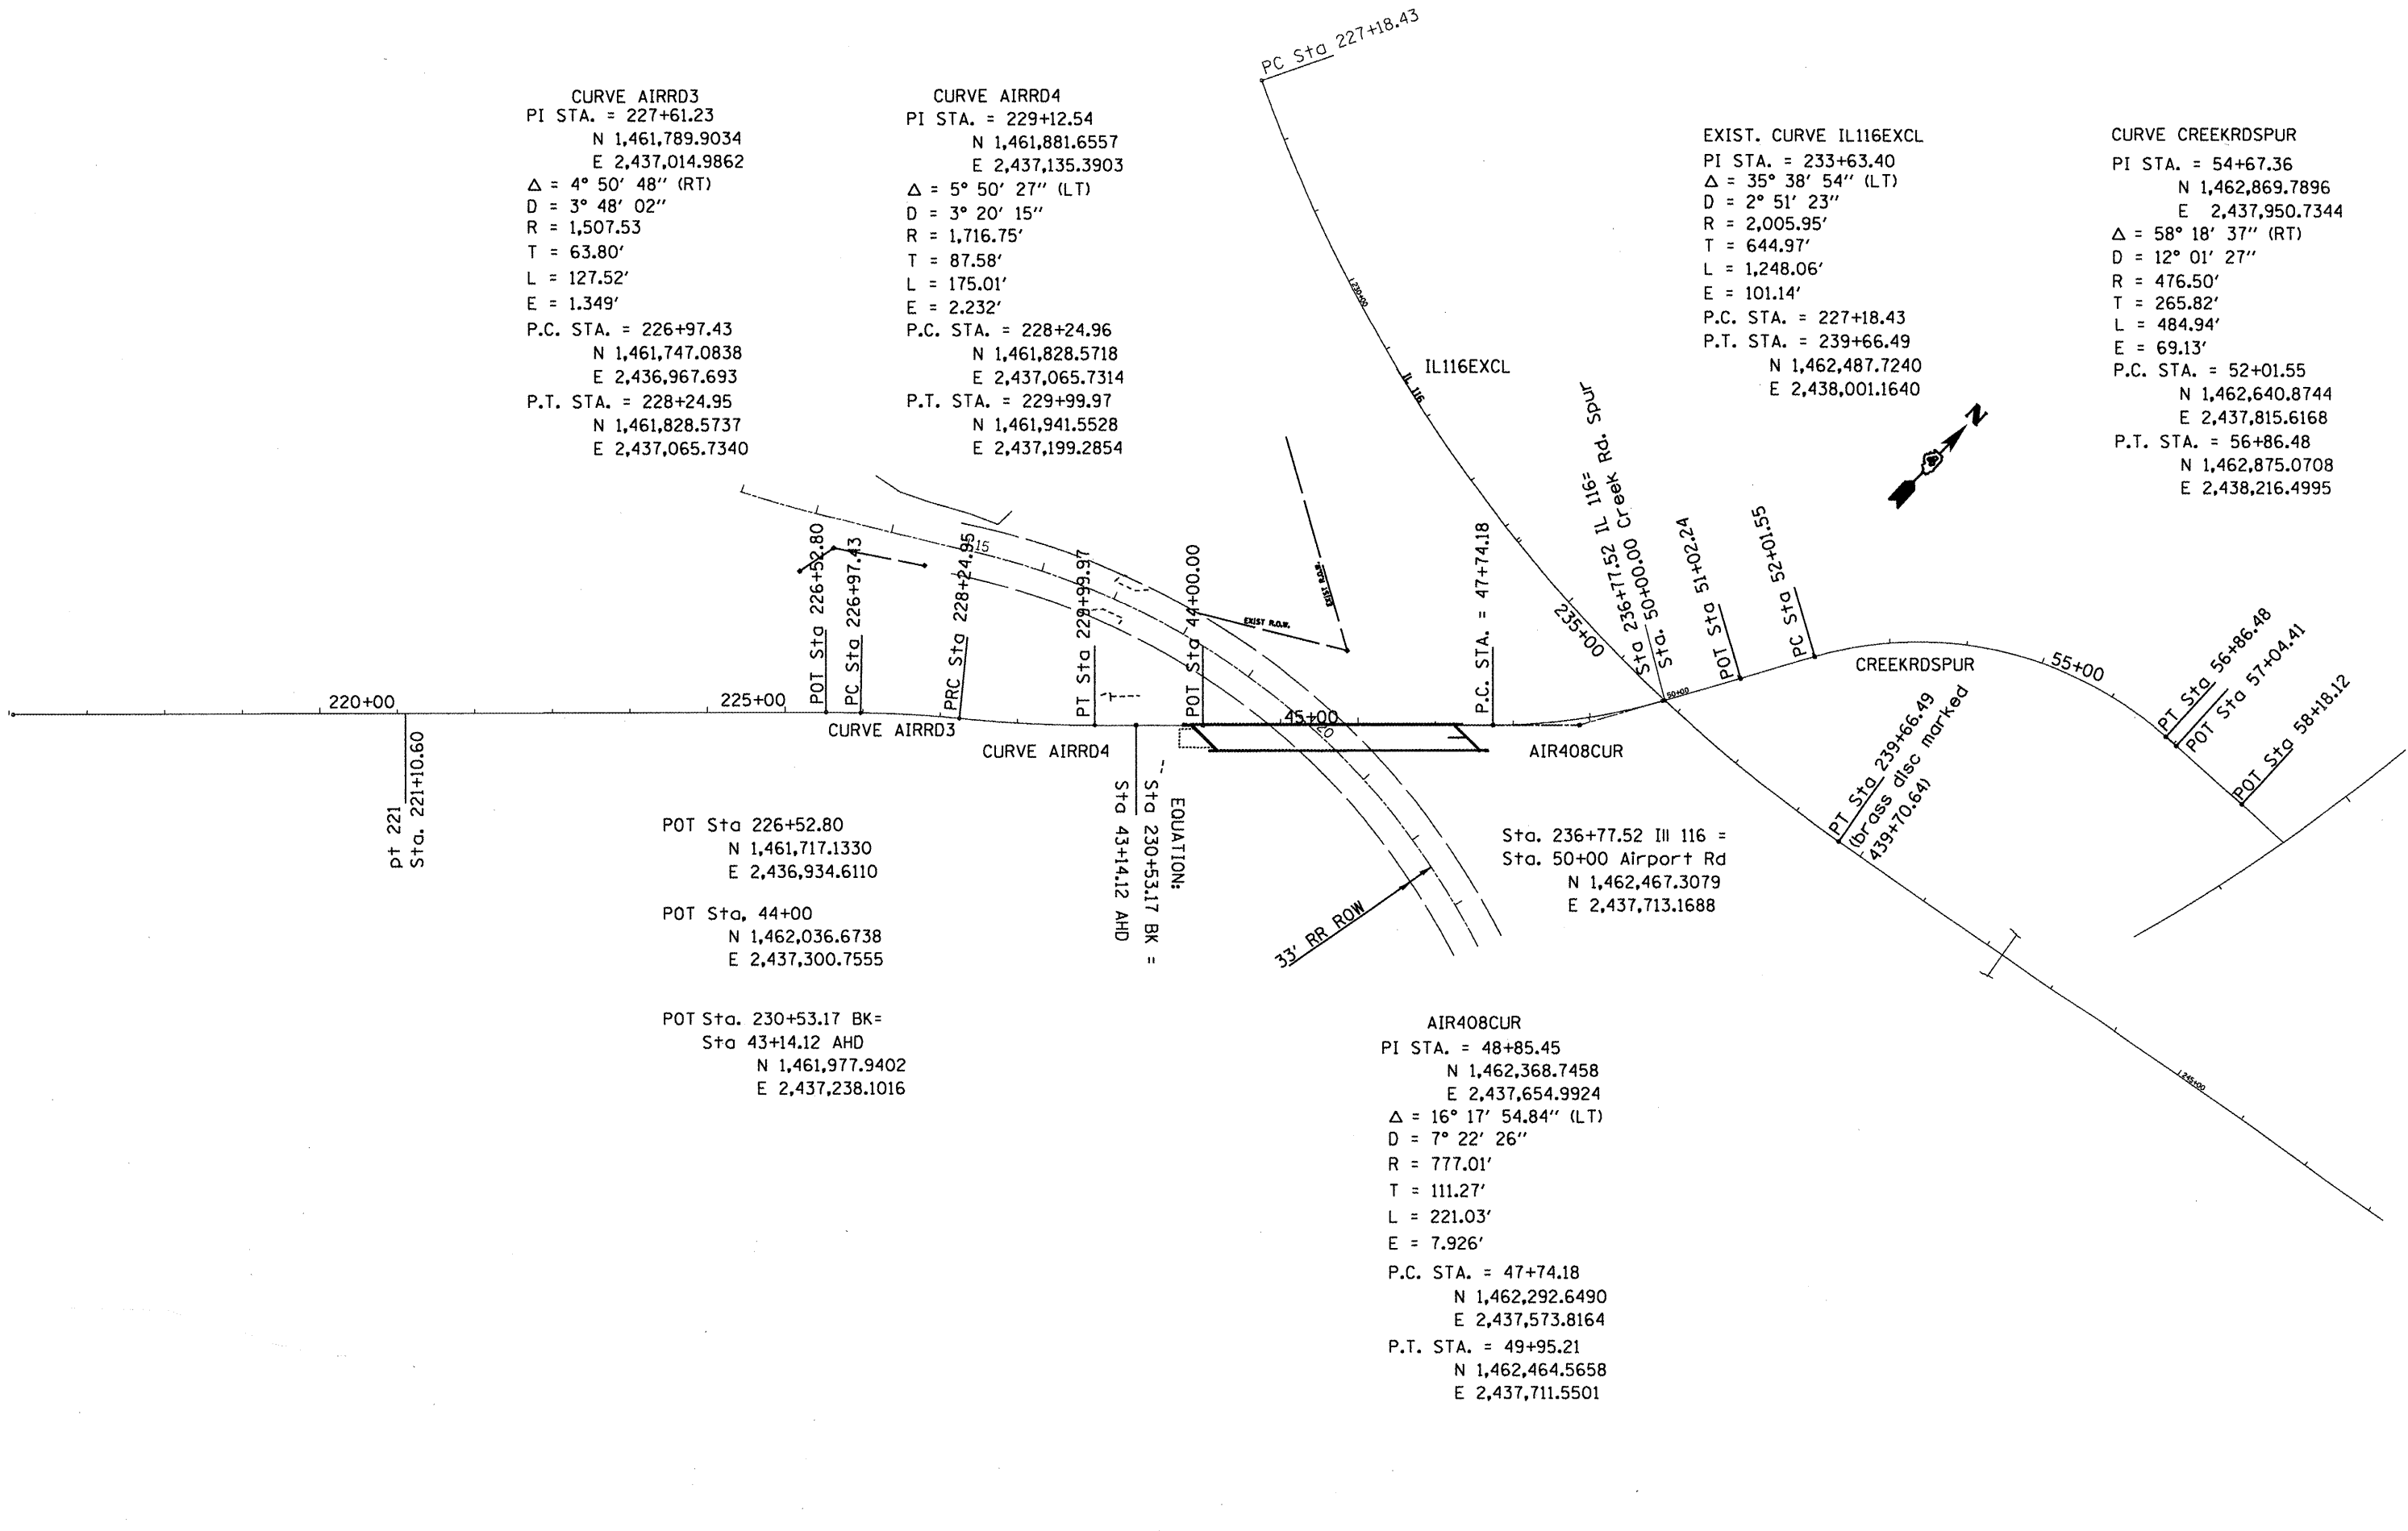 PC Sta 227+18.43
CURVE AIRRD3
PI STA. = 227+61.23
N 1,461,789.9034
E 2,437,014.9862
Δ = 4° 50′ 48″ (RT)
D = 3° 48′ 02″
R = 1,507.53
T = 63.80′
L = 127.52′
E = 1.349′
P.C. STA. = 226+97.43
N 1,461,747.0838
E 2,436,967.693
P.T. STA. = 228+24.95
N 1,461,828.5737
E 2,437,065.7340
CURVE AIRRD4
PI STA. = 229+12.54
N 1,461,881.6557
E 2,437,135.3903
Δ = 5° 50′ 27″ (LT)
D = 3° 20′ 15″
R = 1,716.75′
T = 87.58′
L = 175.01′
E = 2.232′
P.C. STA. = 228+24.96
N 1,461,828.5718
E 2,437,065.7314
P.T. STA. = 229+99.97
N 1,461,941.5528
E 2,437,199.2854
EXIST. CURVE IL116EXCL
PI STA. = 233+63.40
Δ = 35° 38′ 54″ (LT)
D = 2° 51′ 23″
R = 2,005.95′
T = 644.97′
L = 1,248.06′
E = 101.14′
P.C. STA. = 227+18.43
P.T. STA. = 239+66.49
N 1,462,487.7240
E 2,438,001.1640
CURVE CREEKRDSPUR
PI STA. = 54+67.36
N 1,462,869.7896
E 2,437,950.7344
Δ = 58° 18′ 37″ (RT)
D = 12° 01′ 27″
R = 476.50′
T = 265.82′
L = 484.94′
E = 69.13′
P.C. STA. = 52+01.55
N 1,462,640.8744
E 2,437,815.6168
P.T. STA. = 56+86.48
N 1,462,875.0708
E 2,438,216.4995
N
230+00
IL 116
IL116EXCL
235+00
Sta 236+77.52 IL 116=
Sta. 50+00.00 Creek Rd. Spur
POT Sta 51+02.24
PC Sta 52+01.55
50+00
CREEKRDSPUR
55+00
PT Sta 56+86.48
POT Sta 57+04.41
POT Sta 58+18.12
PT Sta 239+66.49
(brass disc marked
439+70.64)
245+00
EXIST R.O.W.
EXIST R.O.W.
15
20
220+00
225+00
45+00
Pt 221
Sta. 221+10.60
POT Sta 226+52.80
PC Sta 226+97.43
PRC Sta 228+24.95
PT Sta 229+99.97
POT Sta 44+00.00
P.C. STA. = 47+74.18
CURVE AIRRD3
CURVE AIRRD4
AIR408CUR
EQUATION:
Sta 230+53.17 BK =
Sta 43+14.12 AHD
33′ RR ROW
POT Sta 226+52.80
N 1,461,717.1330
E 2,436,934.6110
POT Sta, 44+00
N 1,462,036.6738
E 2,437,300.7555
POT Sta. 230+53.17 BK=
Sta 43+14.12 AHD
N 1,461,977.9402
E 2,437,238.1016
Sta. 236+77.52 Ill 116 =
Sta. 50+00 Airport Rd
N 1,462,467.3079
E 2,437,713.1688
AIR408CUR
PI STA. = 48+85.45
N 1,462,368.7458
E 2,437,654.9924
Δ = 16° 17′ 54.84″ (LT)
D = 7° 22′ 26″
R = 777.01′
T = 111.27′
L = 221.03′
E = 7.926′
P.C. STA. = 47+74.18
N 1,462,292.6490
E 2,437,573.8164
P.T. STA. = 49+95.21
N 1,462,464.5658
E 2,437,711.5501